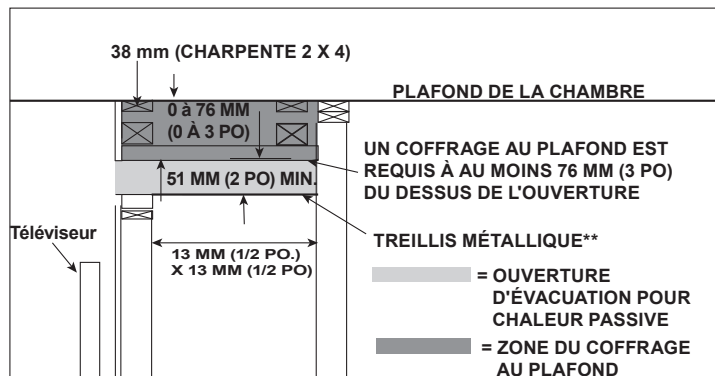 38 mm (CHARPENTE 2 X 4)
PLAFOND DE LA CHAMBRE
0 à 76 MM
(0 À 3 PO)
UN COFFRAGE AU PLAFOND EST
REQUIS À AU MOINS 76 MM (3 PO)
DU DESSUS DE L'OUVERTURE
51 MM (2 PO) MIN.
Téléviseur
TREILLIS MÉTALLIQUE**
13 MM (1/2 PO.)
X 13 MM (1/2 PO)
= OUVERTURE
D'ÉVACUATION POUR
CHALEUR PASSIVE
= ZONE DU COFFRAGE
AU PLAFOND